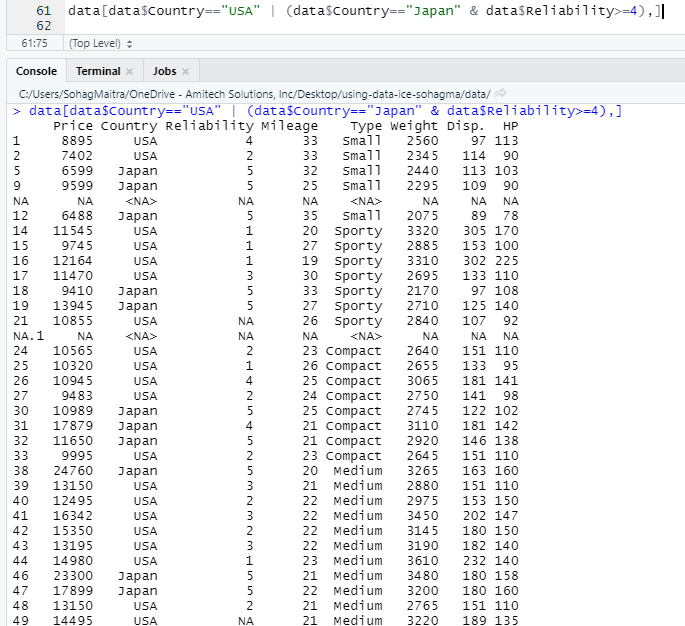 61 data[data$Country=="USA" | (data$Country=="Japan" & data$Reliability>=4),]
62
61:75 (Top Level)
Console Terminal × Jobs ×
C:/Users/SohagMaitra/OneDrive - Amitech Solutions, Inc/Desktop/using-data-ice-sohagma/data/
> data[data$Country=="USA" | (data$Country=="Japan" & data$Reliability>=4),]
Price Country Reliability Mileage Type Weight Disp. HP
1 8895 USA 4 33 Small 2560 97 113
2 7402 USA 2 33 Small 2345 114 90
5 6599 Japan 5 32 Small 2440 113 103
9 9599 Japan 5 25 Small 2295 109 90
NA NA <NA> NA NA <NA> NA NA NA
12 6488 Japan 5 35 Small 2075 89 78
14 11545 USA 1 20 Sporty 3320 305 170
15 9745 USA 1 27 Sporty 2885 153 100
16 12164 USA 1 19 Sporty 3310 302 225
17 11470 USA 3 30 Sporty 2695 133 110
18 9410 Japan 5 33 Sporty 2170 97 108
19 13945 Japan 5 27 Sporty 2710 125 140
21 10855 USA NA 26 Sporty 2840 107 92
NA.1 NA <NA> NA NA <NA> NA NA NA
24 10565 USA 2 23 Compact 2640 151 110
25 10320 USA 1 26 Compact 2655 133 95
26 10945 USA 4 25 Compact 3065 181 141
27 9483 USA 2 24 Compact 2750 141 98
30 10989 Japan 5 25 Compact 2745 122 102
31 17879 Japan 4 21 Compact 3110 181 142
32 11650 Japan 5 21 Compact 2920 146 138
33 9995 USA 2 23 Compact 2645 151 110
38 24760 Japan 5 20 Medium 3265 163 160
39 13150 USA 3 21 Medium 2880 151 110
40 12495 USA 2 22 Medium 2975 153 150
41 16342 USA 3 22 Medium 3450 202 147
42 15350 USA 2 22 Medium 3145 180 150
43 13195 USA 3 22 Medium 3190 182 140
44 14980 USA 1 23 Medium 3610 232 140
46 23300 Japan 5 21 Medium 3480 180 158
47 17899 Japan 5 22 Medium 3200 180 160
48 13150 USA 2 21 Medium 2765 151 110
49 14495 USA NA 21 Medium 3220 189 135